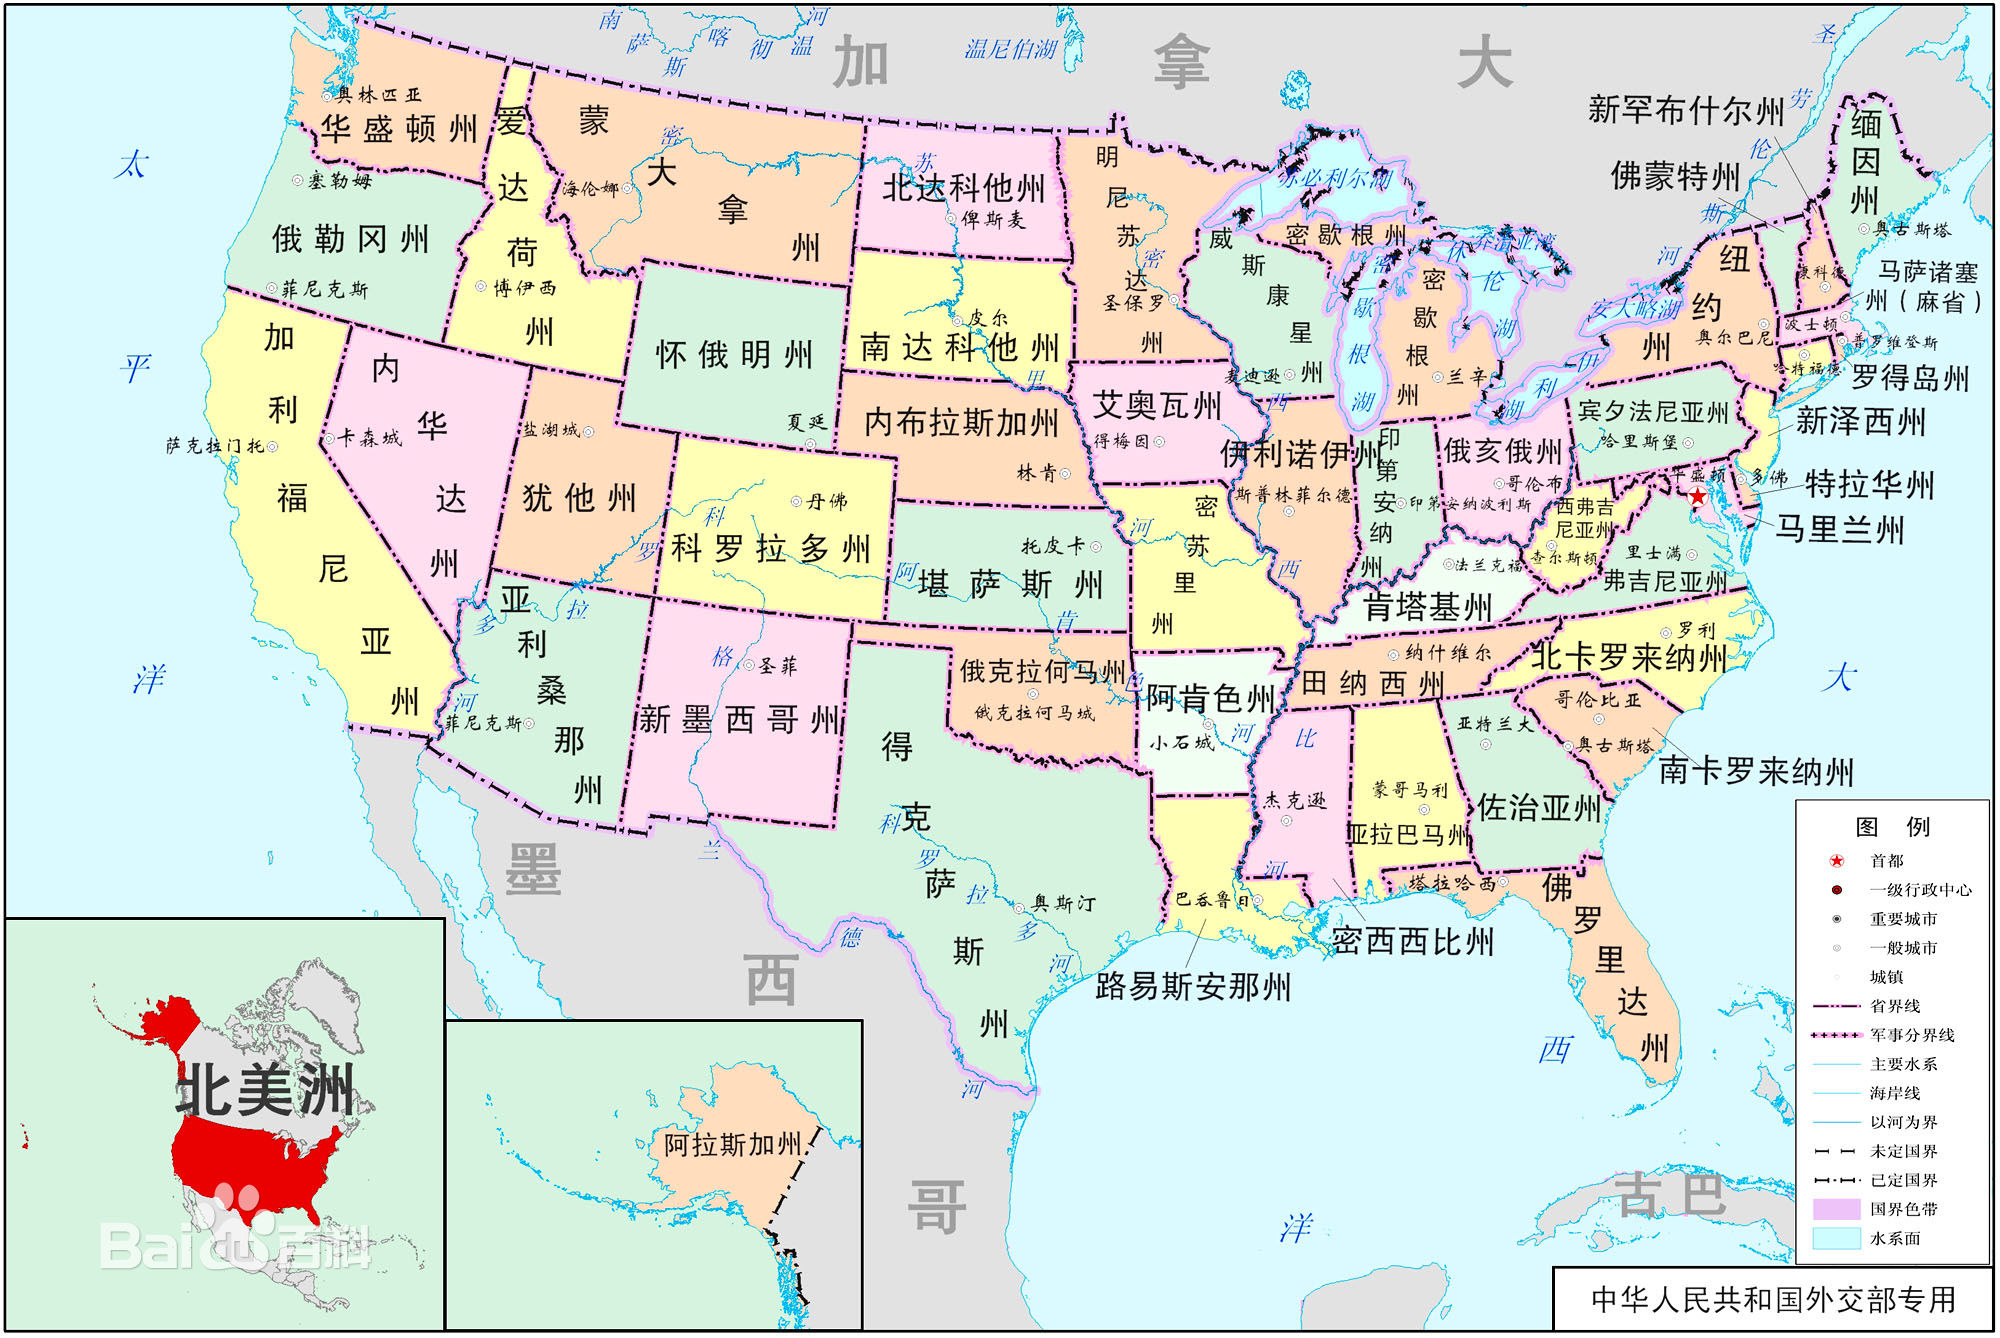 加拿大
南萨斯喀彻温河
温尼伯湖
圣劳伦斯河
太平洋
大西洋
奥林匹亚
华盛顿州
塞勒姆
俄勒冈州
菲尼克斯
爱达荷州
博伊西
蒙大拿州
海伦娜
密苏里
北达科他州
俾斯麦
南达科他州
皮尔
明尼苏达州
圣保罗
密
苏必利尔湖
威斯康星州
麦迪逊
密歇根州
密歇根州
兰辛
密歇根湖
休伦湖
乔治亚湾
伊利湖
安大略湖
新罕布什尔州
佛蒙特州
缅因州
奥古斯塔
康科德
纽约州
奥尔巴尼
马萨诸塞
州(麻省)
波士顿
普罗维登斯
哈特福德
罗得岛州
新泽西州
宾夕法尼亚州
哈里斯堡
华盛顿
多佛
特拉华州
马里兰州
加利福尼亚州
萨克拉门托
内华达州
卡森城
犹他州
盐湖城
怀俄明州
夏延
科罗拉多州
丹佛
科罗拉多河
内布拉斯加州
林肯
艾奥瓦州
得梅因
伊利诺伊州
斯普林菲尔德
印第安纳州
印第安纳波利斯
俄亥俄州
哥伦布
西弗吉
尼亚州
查尔斯顿
里士满
弗吉尼亚州
法兰克福
肯塔基州
堪萨斯州
托皮卡
密苏里州
河
西
西
阿肯色河
亚利桑那州
菲尼克斯
新墨西哥州
圣菲
格兰德河
俄克拉何马州
俄克拉何马城
阿肯色州
小石城
纳什维尔
田纳西州
罗利
北卡罗来纳州
哥伦比亚
南卡罗来纳州
亚特兰大
奥古斯塔
佐治亚州
蒙哥马利
亚拉巴马州
比
河
杰克逊
密西西比州
得克萨斯州
科罗拉多河
奥斯汀
巴吞鲁日
路易斯安那州
塔拉哈西
佛罗里达州
墨西哥
古巴
北美洲
Bai百科
阿拉斯加州
图 例
首都
一级行政中心
重要城市
一般城市
城镇
省界线
军事分界线
主要水系
海岸线
以河为界
未定国界
已定国界
国界色带
水系面
中华人民共和国外交部专用